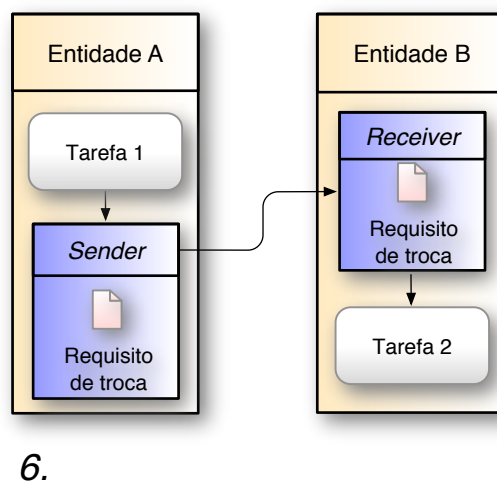 Entidade A
Tarefa 1
Sender
Requisito
de troca
Entidade B
Receiver
Requisito
de troca
Tarefa 2
6.